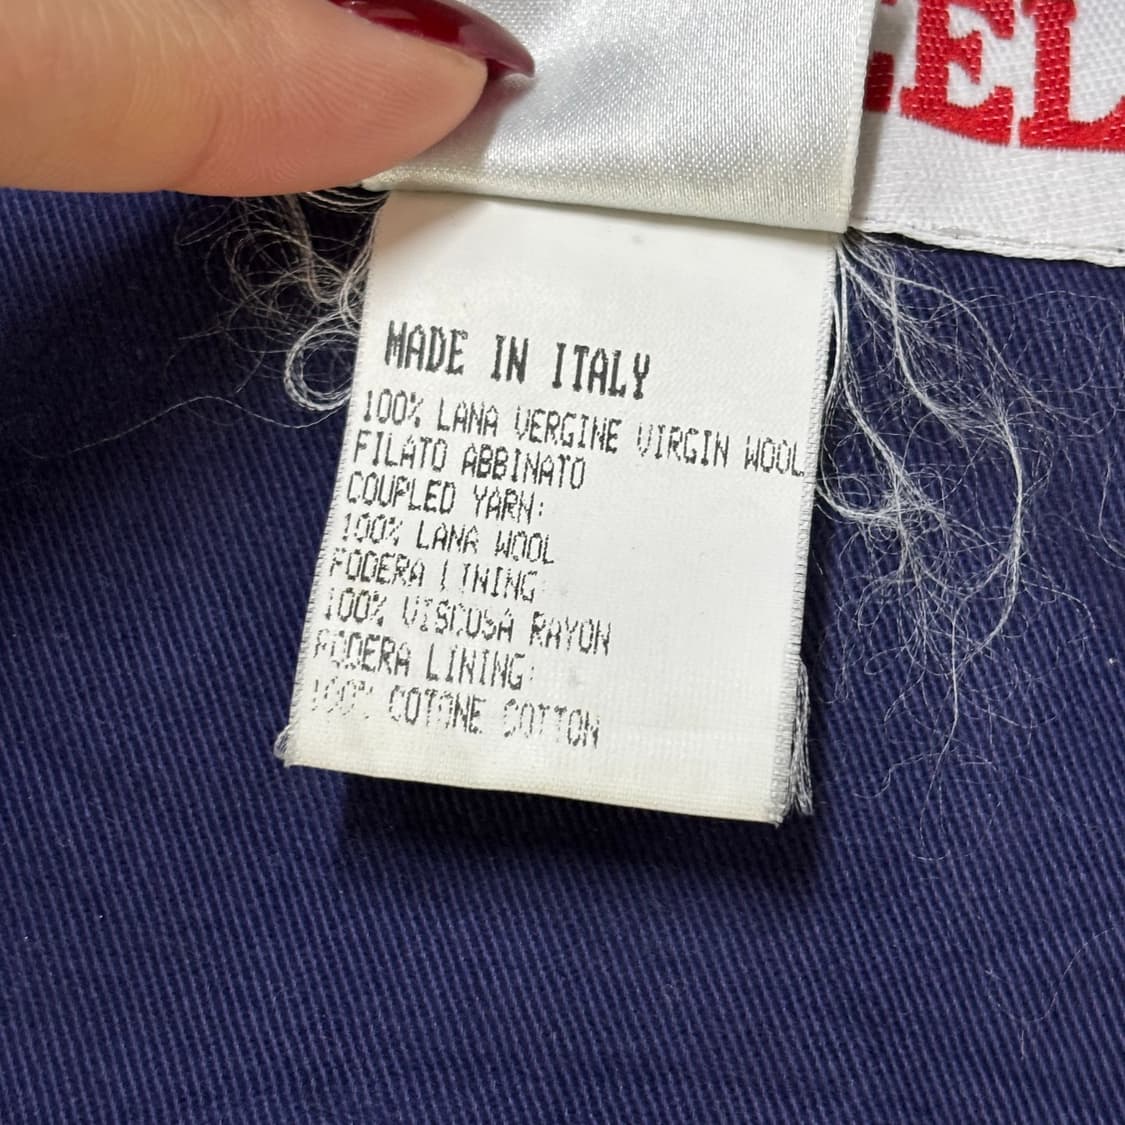 EL
MADE IN ITALY
100% LANA VERGINE VIRGIN WOOL
FILATO ABBINATO
COUPLED YARN:
100% LANA WOOL
FODERA LINING:
100% VISCOSA RAYON
FODERA LINING:
100% COTONE COTTON